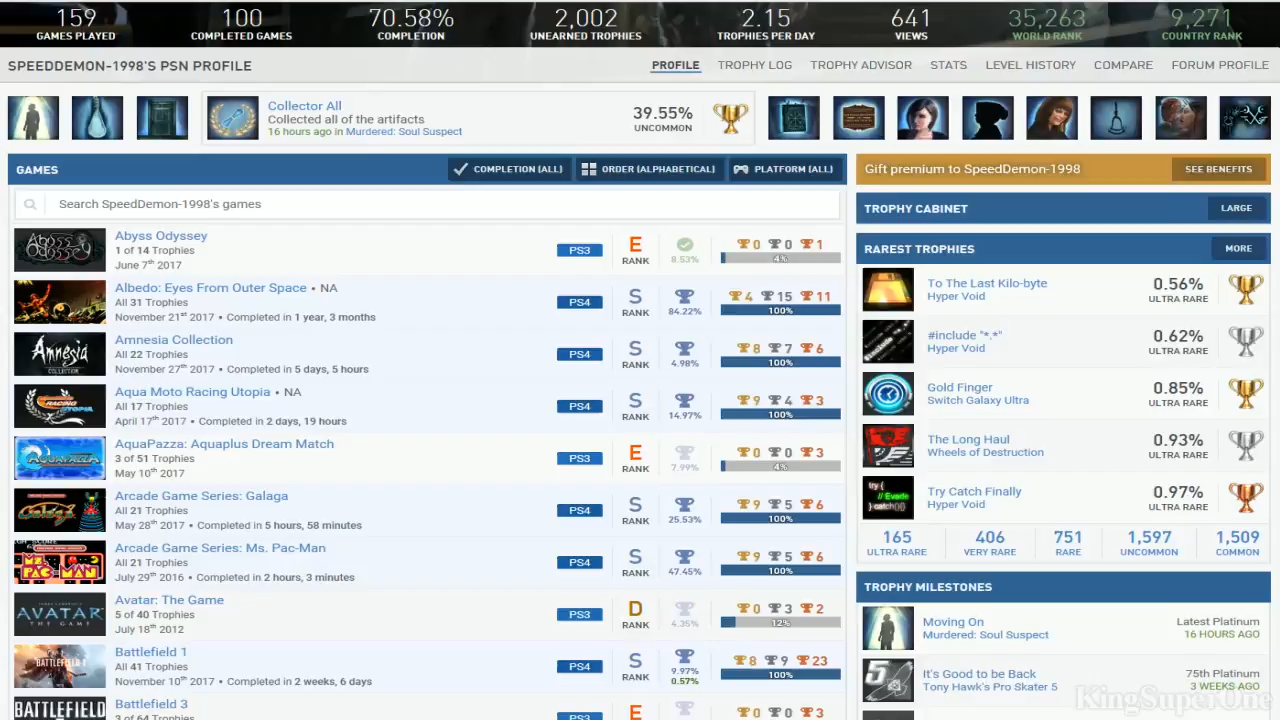 159 100 70.58% 2,002 2.15 641 35,263 9,271
GAMES PLAYED COMPLETED GAMES COMPLETION UNEARNED TROPHIES TROPHIES PER DAY VIEWS WORLD RANK COUNTRY RANK
SPEEDDEMON-1998'S PSN PROFILE PROFILE TROPHY LOG TROPHY ADVISOR STATS LEVEL HISTORY COMPARE FORUM PROFILE
Collector All
Collected all of the artifacts
16 hours ago in Murdered: Soul Suspect
39.55%
UNCOMMON
GAMES COMPLETION (ALL) ORDER (ALPHABETICAL) PLATFORM (ALL)
Search SpeedDemon-1998's games
Abyss Odyssey
1 of 14 Trophies
June 7th 2017
PS3
E
RANK
8.53%
0 0 1
4%
Albedo: Eyes From Outer Space • NA
All 31 Trophies
November 21st 2017 • Completed in 1 year, 3 months
PS4
S
RANK
84.22%
4 15 11
100%
Amnesia Collection
All 22 Trophies
November 27th 2017 • Completed in 5 days, 5 hours
PS4
S
RANK
4.98%
8 7 6
100%
Aqua Moto Racing Utopia • NA
All 17 Trophies
April 17th 2017 • Completed in 2 days, 19 hours
PS4
S
RANK
14.97%
9 4 3
100%
AquaPazza: Aquaplus Dream Match
3 of 51 Trophies
May 10th 2017
PS3
E
RANK
7.99%
0 0 3
4%
Arcade Game Series: Galaga
All 21 Trophies
May 28th 2017 • Completed in 5 hours, 58 minutes
PS4
S
RANK
25.53%
9 5 6
100%
Arcade Game Series: Ms. Pac-Man
All 21 Trophies
July 29th 2016 • Completed in 2 hours, 3 minutes
PS4
S
RANK
47.45%
9 5 6
100%
Avatar: The Game
5 of 40 Trophies
July 18th 2012
PS3
D
RANK
4.35%
0 3 2
12%
Battlefield 1
All 41 Trophies
November 10th 2017 • Completed in 2 weeks, 6 days
PS4
S
RANK
9.97%
0.57%
8 9 23
100%
BATTLEFIELD
Battlefield 3
3 of 64 Trophies
PS3
E
0 0 3
Gift premium to SpeedDemon-1998 SEE BENEFITS
TROPHY CABINET LARGE
RAREST TROPHIES MORE
To The Last Kilo-byte
Hyper Void
0.56%
ULTRA RARE
#include "*.*"
Hyper Void
0.62%
ULTRA RARE
Gold Finger
Switch Galaxy Ultra
0.85%
ULTRA RARE
The Long Haul
Wheels of Destruction
0.93%
ULTRA RARE
try {
// Evade
} catch()
Try Catch Finally
Hyper Void
0.97%
ULTRA RARE
165 406 751 1,597 1,509
ULTRA RARE VERY RARE RARE UNCOMMON COMMON
TROPHY MILESTONES
Moving On
Murdered: Soul Suspect
Latest Platinum
16 HOURS AGO
It's Good to be Back
Tony Hawk's Pro Skater 5
75th Platinum
3 WEEKS AGO
KingSuperOne